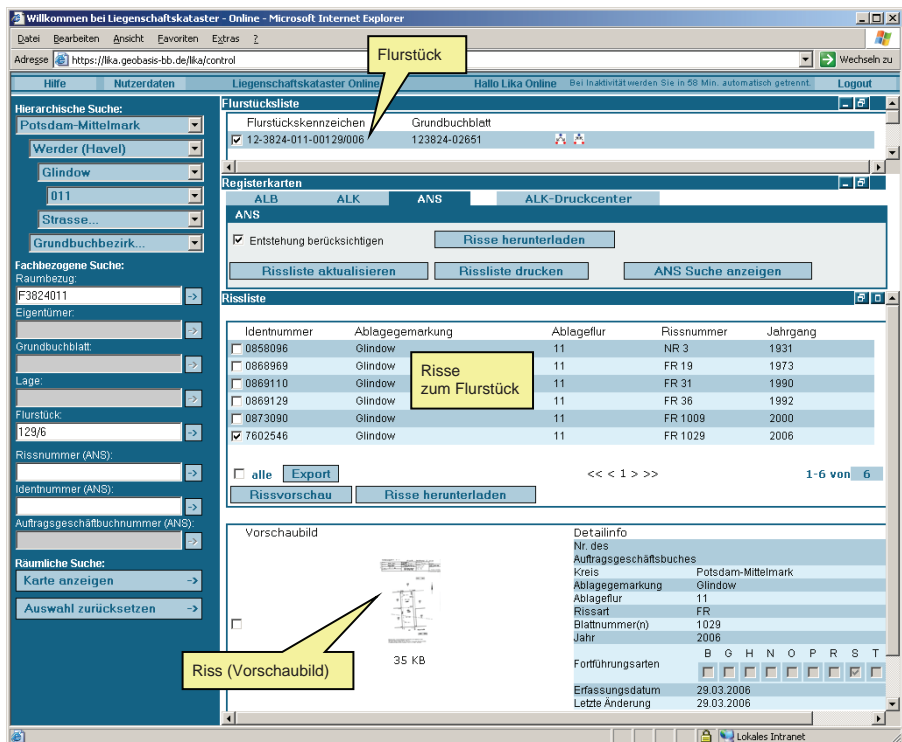 Willkommen bei Liegenschaftskataster - Online - Microsoft Internet Explorer
Datei Bearbeiten Ansicht Favoriten Extras ?
Adresse https://lika.geobasis-bb.de/lika/control Wechseln zu
Flurstück
Hilfe Nutzerdaten Liegenschaftskataster Online Hallo Lika Online Bei Inaktivität werden Sie in 58 Min. automatisch getrennt. Logout
Hierarchische Suche:
Potsdam-Mittelmark
Werder (Havel)
Glindow
011
Strasse...
Grundbuchbezirk...
Fachbezogene Suche:
Raumbezug:
F3824011
Eigentümer:
Grundbuchblatt:
Lage:
Flurstück:
129/6
Rissnummer (ANS):
Identnummer (ANS):
Auftragsgeschäftbuchnummer (ANS):
Räumliche Suche:
Karte anzeigen ->
Auswahl zurücksetzen ->
Flurstücksliste
Flurstückskennzeichen Grundbuchblatt
12-3824-011-00129/006 123824-02651
Registerkarten
ALB ALK ANS ALK-Druckcenter
ANS
Entstehung berücksichtigen Risse herunterladen
Rissliste aktualisieren Rissliste drucken ANS Suche anzeigen
Rissliste
Identnummer Ablagegemarkung Ablageflur Rissnummer Jahrgang
0858096 Glindow 11 NR 3 1931
0868969 Glindow 11 FR 19 1973
0869110 Glindow 11 FR 31 1990
0869129 Glindow 11 FR 36 1992
0873090 Glindow 11 FR 1009 2000
7602546 Glindow 11 FR 1029 2006
Risse
zum Flurstück
alle Export << < 1 > >> 1-6 von 6
Rissvorschau Risse herunterladen
Vorschaubild
35 KB
Riss (Vorschaubild)
Detailinfo
Nr. des
Auftragsgeschäftsbuches
Kreis Potsdam-Mittelmark
Ablagegemarkung Glindow
Ablageflur 11
Rissart FR
Blattnummer(n) 1029
Jahr 2006
B G H N O P R S T
Fortführungsarten
Erfassungsdatum 29.03.2006
Letzte Änderung 29.03.2006
Lokales Intranet